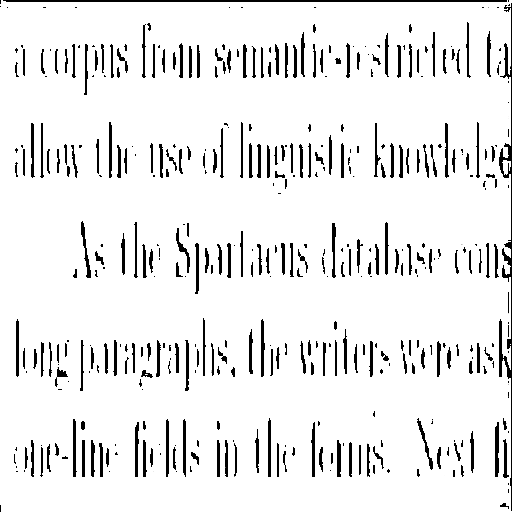 a corpus from semantic-restricted ta
allow the use of linguistic knowledge
As the Spartacus database cons
long paragraphs, the writers were ask
one-line fields in the forms. Next fi